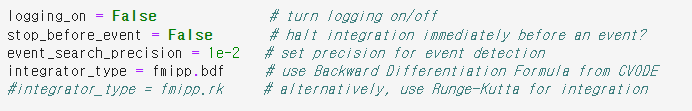 logging_on = False # turn logging on/off
stop_before_event = False # halt integration immediately before an event?
event_search_precision = 1e-2 # set precision for event detection
integrator_type = fmipp.bdf # use Backward Differentiation Formula from CVODE
#integrator_type = fmipp.rk # alternatively, use Runge-Kutta for integration